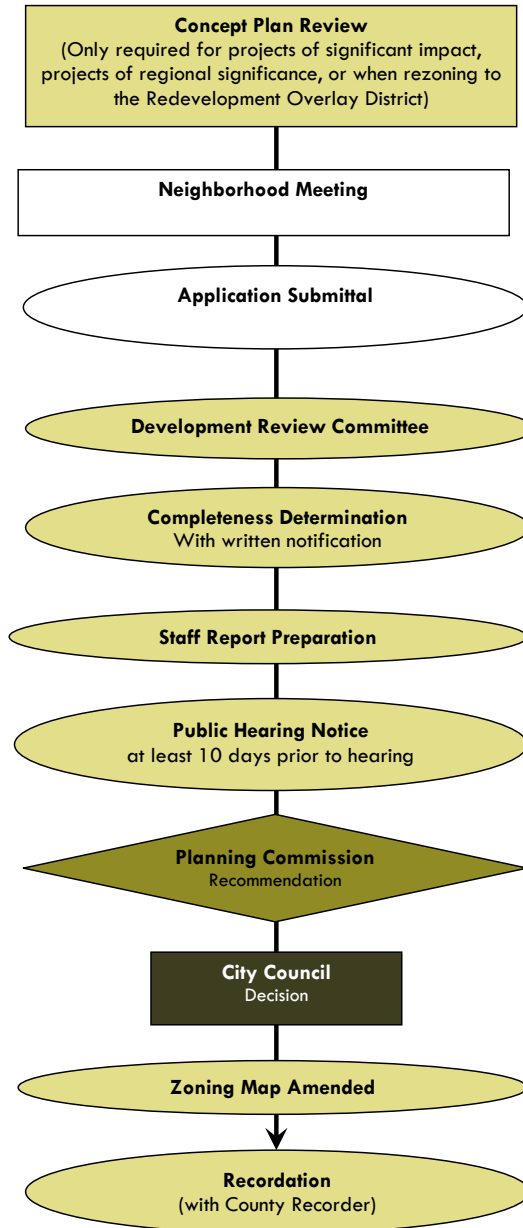 Concept Plan Review
(Only required for projects of significant impact,
projects of regional significance, or when rezoning to
the Redevelopment Overlay District)
Neighborhood Meeting
Application Submittal
Development Review Committee
Completeness Determination
With written notification
Staff Report Preparation
Public Hearing Notice
at least 10 days prior to hearing
Planning Commission
Recommendation
City Council
Decision
Zoning Map Amended
Recordation
(with County Recorder)